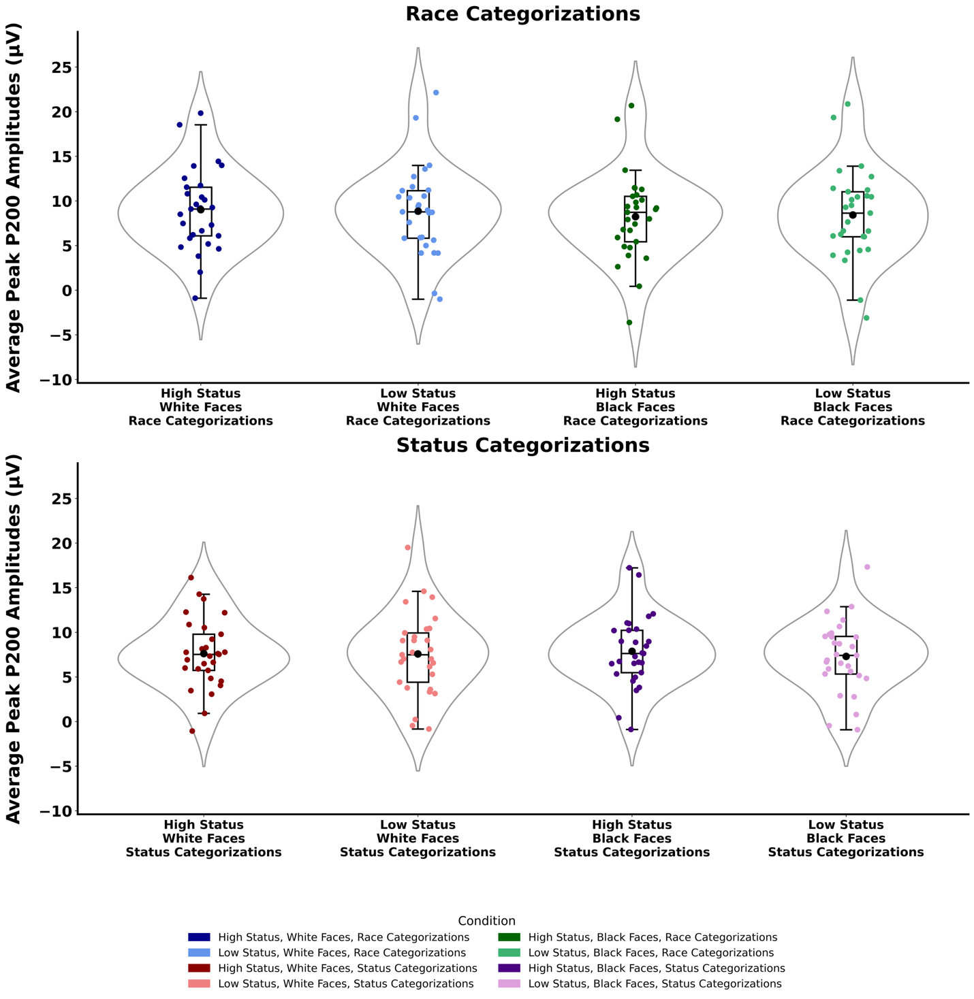 Race Categorizations
Average Peak P200 Amplitudes (μV)
25
20
15
10
5
0
−5
−10
High Status
White Faces
Race Categorizations
Low Status
White Faces
Race Categorizations
High Status
Black Faces
Race Categorizations
Low Status
Black Faces
Race Categorizations
Status Categorizations
Average Peak P200 Amplitudes (μV)
25
20
15
10
5
0
−5
−10
High Status
White Faces
Status Categorizations
Low Status
White Faces
Status Categorizations
High Status
Black Faces
Status Categorizations
Low Status
Black Faces
Status Categorizations
Condition
High Status, White Faces, Race Categorizations
Low Status, White Faces, Race Categorizations
High Status, White Faces, Status Categorizations
Low Status, White Faces, Status Categorizations
High Status, Black Faces, Race Categorizations
Low Status, Black Faces, Race Categorizations
High Status, Black Faces, Status Categorizations
Low Status, Black Faces, Status Categorizations